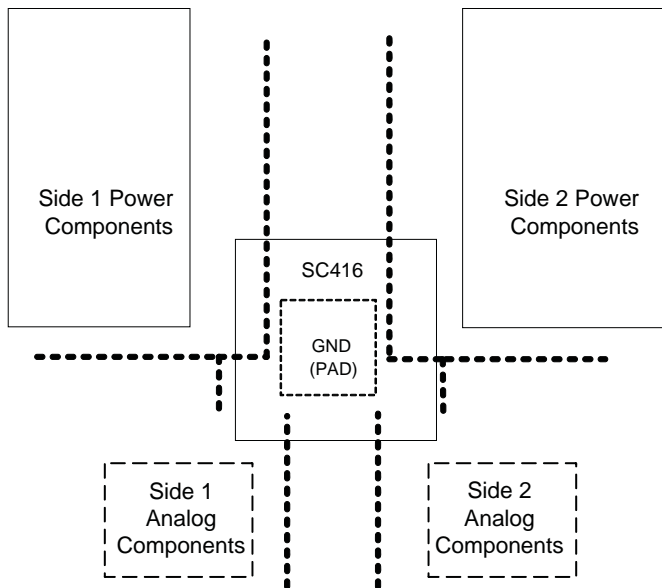 Side 1 Power
Components
Side 2 Power
Components
SC416
GND
(PAD)
Side 1
Analog
Components
Side 2
Analog
Components